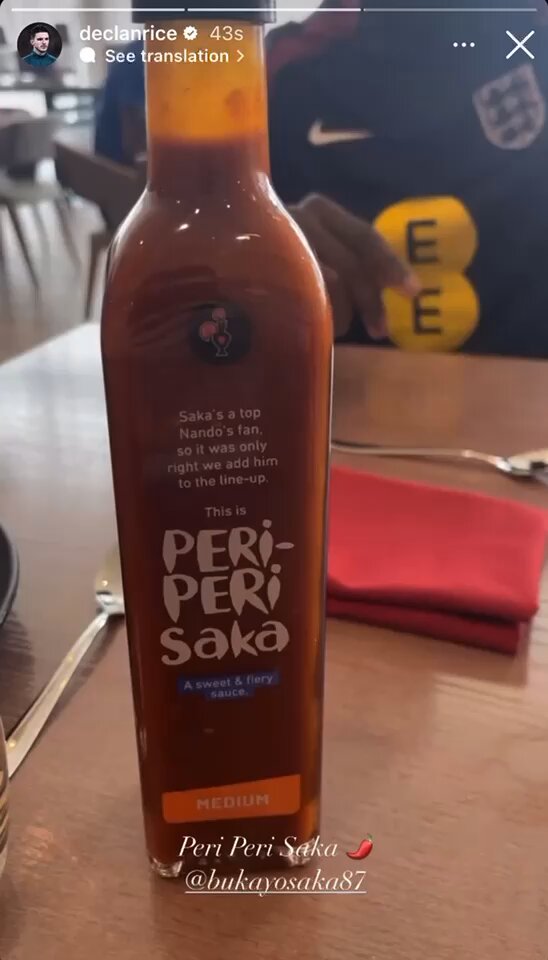 declanrice 43s
See translation >
EE
Saka's a top
Nando's fan,
so it was only
right we add him
to the line-up.
This is
PERi-
PERi
saka
A sweet & fiery
sauce.
MEDIUM
Peri Peri Saka 🌶️
@bukayosaka87